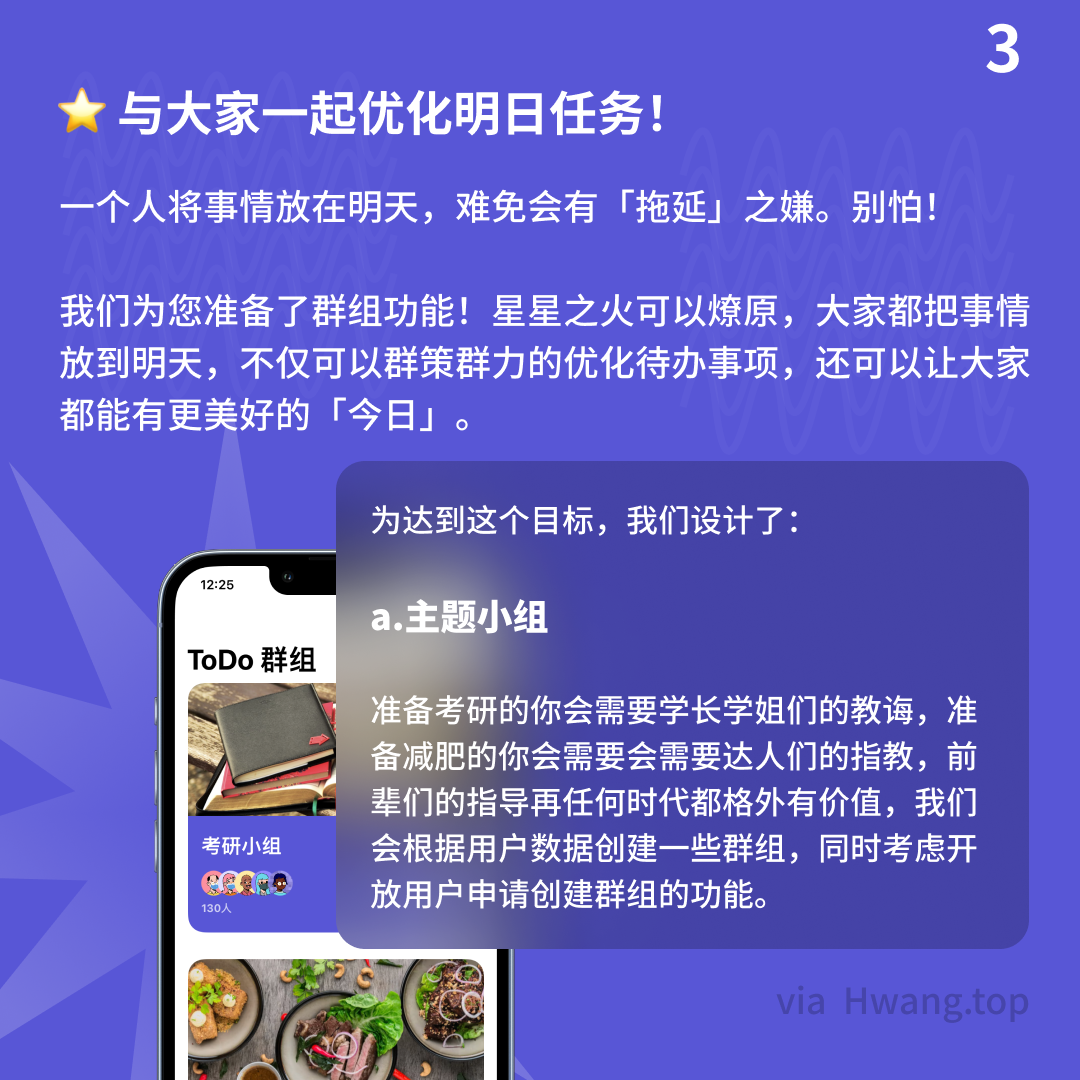 3
与大家一起优化明日任务！
一个人将事情放在明天，难免会有「拖延」之嫌。别怕！
我们为您准备了群组功能！星星之火可以燎原，大家都把事情
放到明天，不仅可以群策群力的优化待办事项，还可以让大家
都能有更美好的「今日」。
为达到这个目标，我们设计了：
a.主题小组
准备考研的你会需要学长学姐们的教诲，准
备减肥的你会需要会需要达人们的指教，前
辈们的指导再任何时代都格外有价值，我们
会根据用户数据创建一些群组，同时考虑开
放用户申请创建群组的功能。
12:25
ToDo 群组
考研小组
130人
via Hwang.top